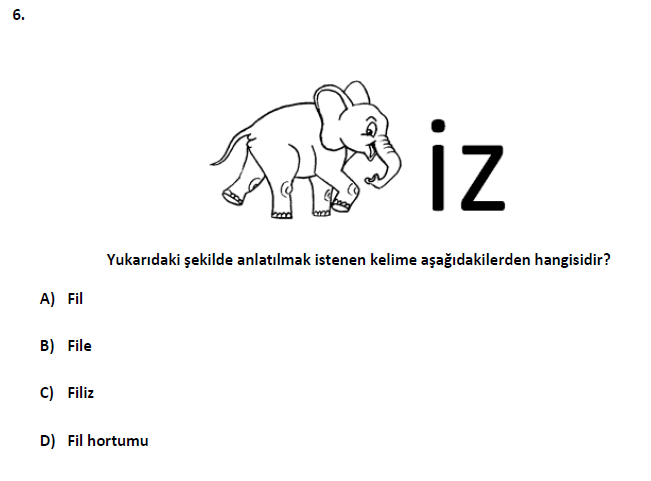 6.
iz
Yukarıdaki şekilde anlatılmak istenen kelime aşağıdakilerden hangisidir?
A) Fil
B) File
C) Filiz
D) Fil hortumu